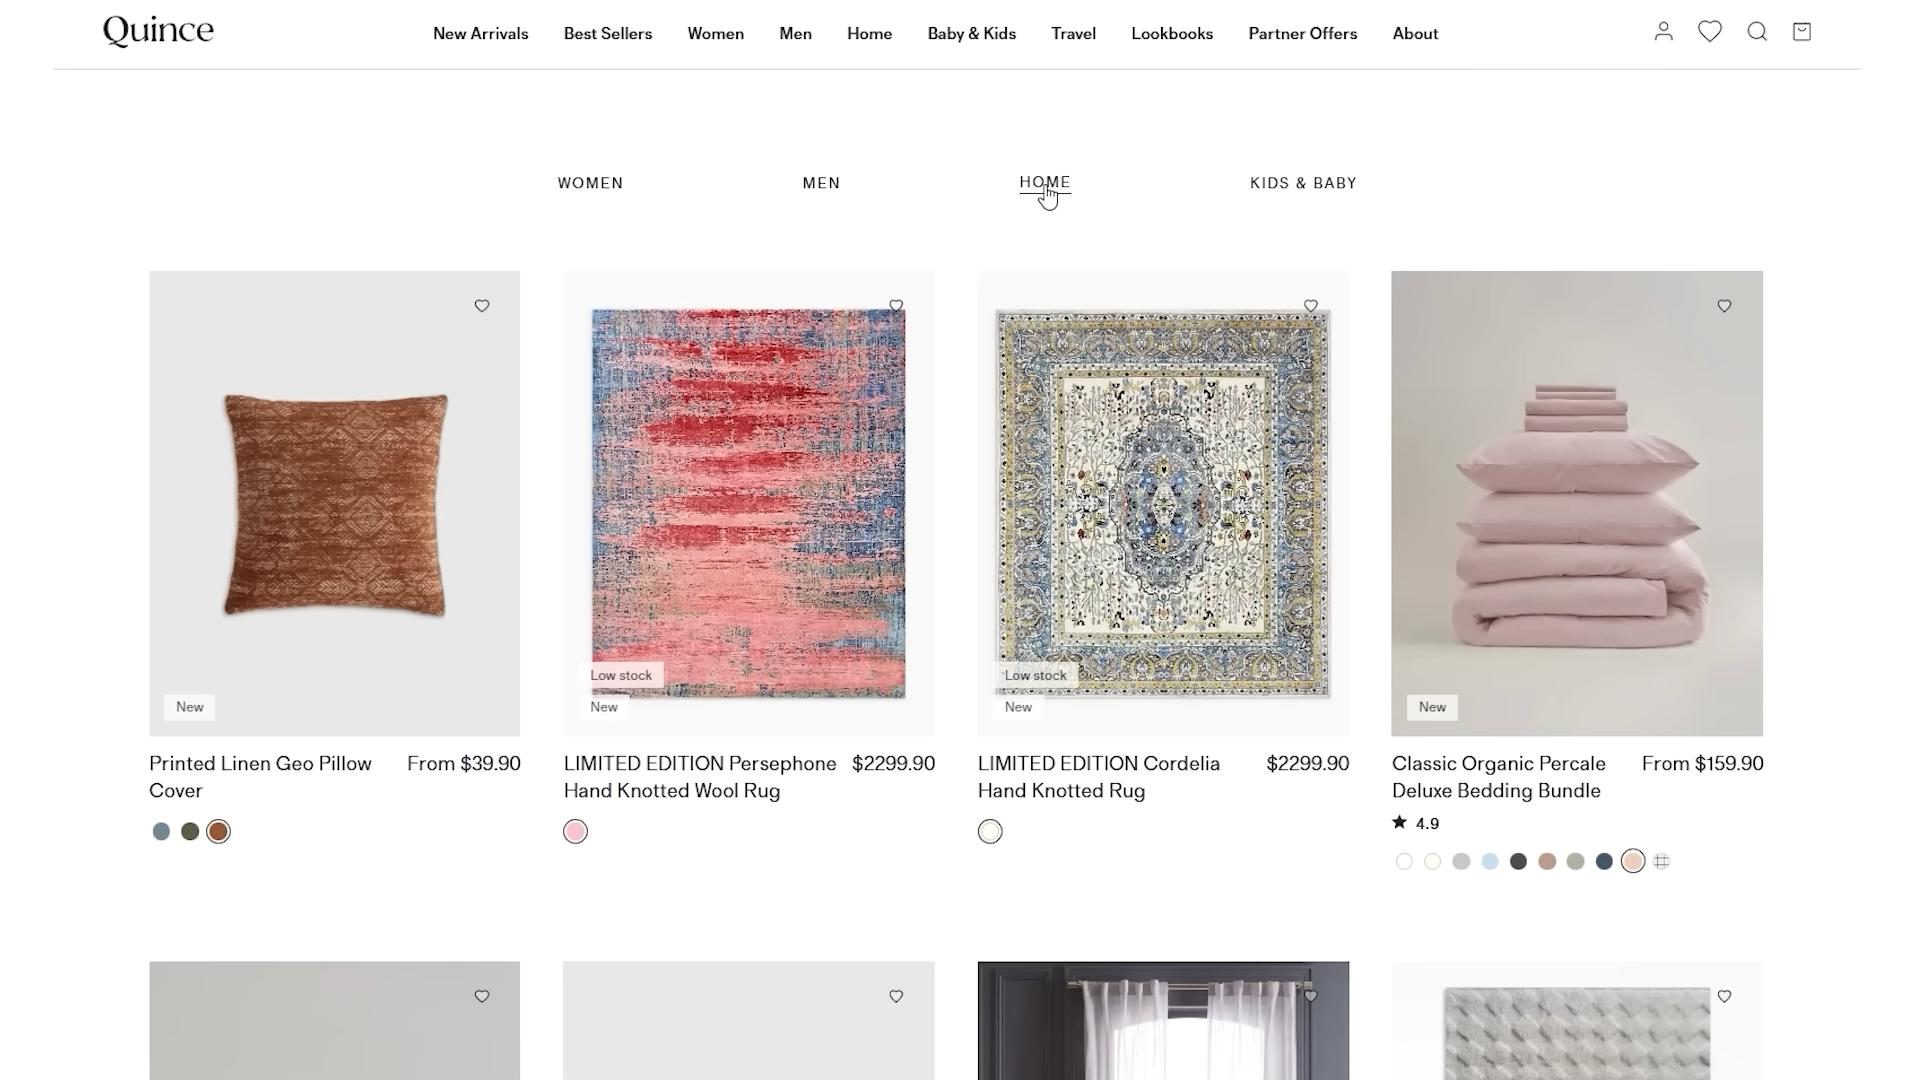 Quince
New Arrivals
Best Sellers
Women
Men
Home
Baby & Kids
Travel
Lookbooks
Partner Offers
About
WOMEN
MEN
HOME
KIDS & BABY
New
Low stock
New
Low stock
New
New
Printed Linen Geo Pillow
Cover
From $39.90
LIMITED EDITION Persephone
Hand Knotted Wool Rug
$2299.90
LIMITED EDITION Cordelia
Hand Knotted Rug
$2299.90
Classic Organic Percale
Deluxe Bedding Bundle
From $159.90
4.9